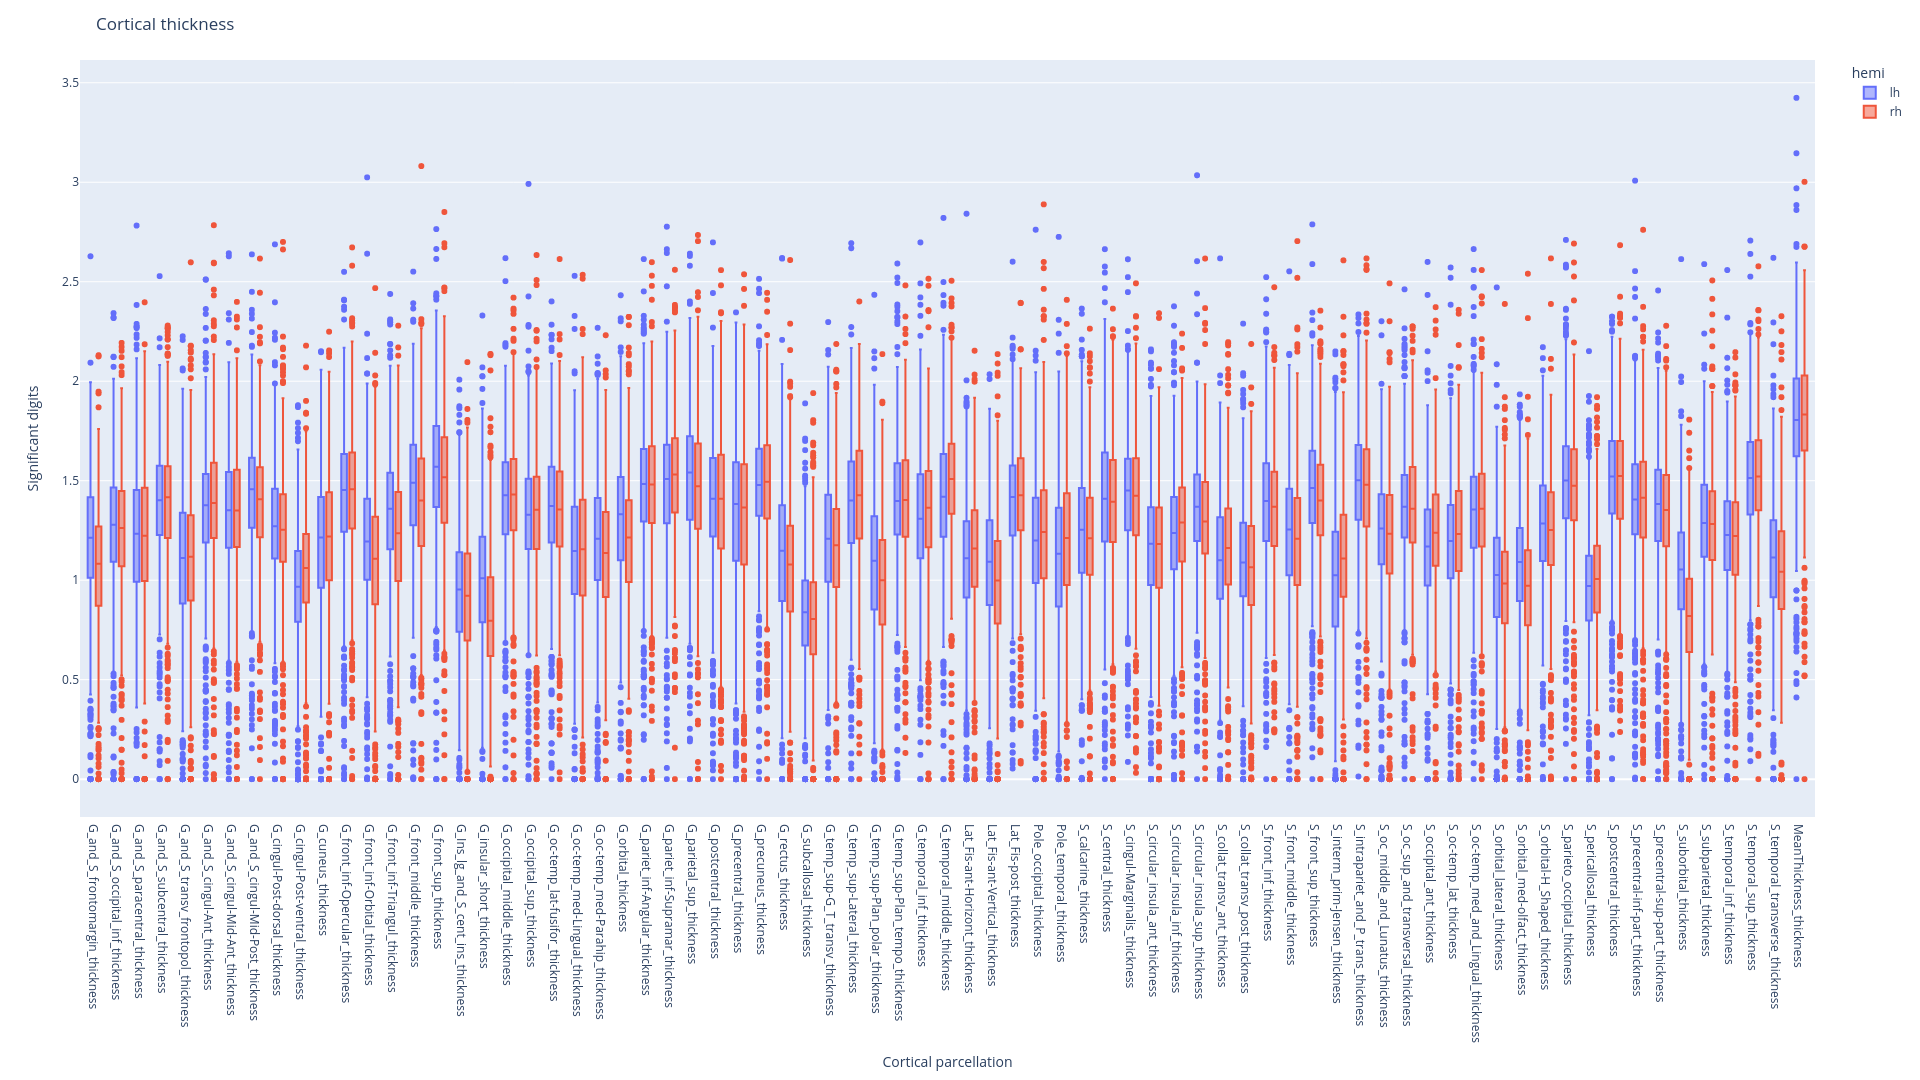 Cortical thickness
hemi
lh
rh
Significant digits
3.5
3
2.5
2
1.5
1
0.5
0
G_and_S_frontomargin_thickness
G_and_S_occipital_inf_thickness
G_and_S_paracentral_thickness
G_and_S_subcentral_thickness
G_and_S_transv_frontopol_thickness
G_and_S_cingul-Ant_thickness
G_and_S_cingul-Mid-Ant_thickness
G_and_S_cingul-Mid-Post_thickness
G_cingul-Post-dorsal_thickness
G_cingul-Post-ventral_thickness
G_cuneus_thickness
G_front_inf-Opercular_thickness
G_front_inf-Orbital_thickness
G_front_inf-Triangul_thickness
G_front_middle_thickness
G_front_sup_thickness
G_Ins_lg_and_S_cent_ins_thickness
G_insular_short_thickness
G_occipital_middle_thickness
G_occipital_sup_thickness
G_oc-temp_lat-fusifor_thickness
G_oc-temp_med-Lingual_thickness
G_oc-temp_med-Parahip_thickness
G_orbital_thickness
G_pariet_inf-Angular_thickness
G_pariet_inf-Supramar_thickness
G_parietal_sup_thickness
G_postcentral_thickness
G_precentral_thickness
G_precuneus_thickness
G_rectus_thickness
G_subcallosal_thickness
G_temp_sup-G_T_transv_thickness
G_temp_sup-Lateral_thickness
G_temp_sup-Plan_polar_thickness
G_temp_sup-Plan_tempo_thickness
G_temporal_inf_thickness
G_temporal_middle_thickness
Lat_Fis-ant-Horizont_thickness
Lat_Fis-ant-Vertical_thickness
Lat_Fis-post_thickness
Pole_occipital_thickness
Pole_temporal_thickness
S_calcarine_thickness
S_central_thickness
S_cingul-Marginalis_thickness
S_circular_insula_ant_thickness
S_circular_insula_inf_thickness
S_circular_insula_sup_thickness
S_collat_transv_ant_thickness
S_collat_transv_post_thickness
S_front_inf_thickness
S_front_middle_thickness
S_front_sup_thickness
S_interm_prim-Jensen_thickness
S_intrapariet_and_P_trans_thickness
S_oc_middle_and_Lunatus_thickness
S_oc_sup_and_transversal_thickness
S_occipital_ant_thickness
S_oc-temp_lat_thickness
S_oc-temp_med_and_Lingual_thickness
S_orbital_lateral_thickness
S_orbital_med-olfact_thickness
S_orbital-H_Shaped_thickness
S_parieto_occipital_thickness
S_pericallosal_thickness
S_postcentral_thickness
S_precentral-inf-part_thickness
S_precentral-sup-part_thickness
S_suborbital_thickness
S_subparietal_thickness
S_temporal_inf_thickness
S_temporal_sup_thickness
S_temporal_transverse_thickness
MeanThickness_thickness
Cortical parcellation